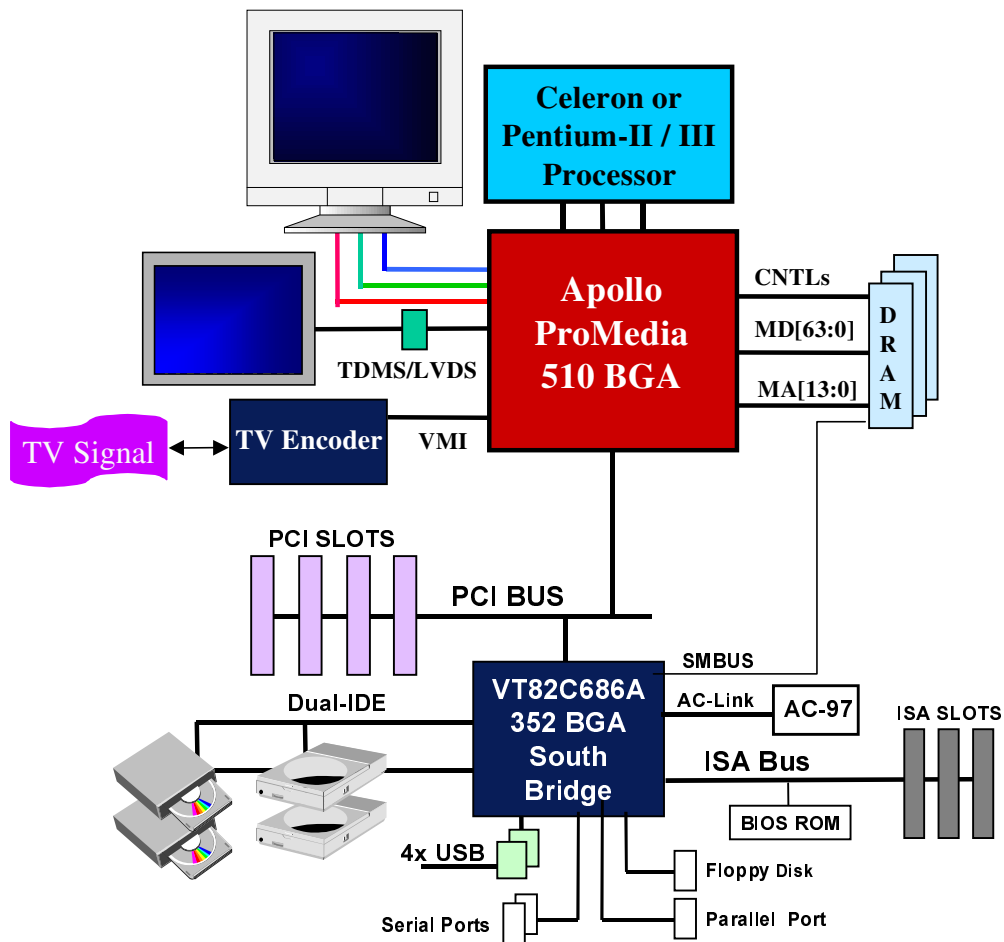 Celeron or
Pentium-II / III
Processor
Apollo
ProMedia
510 BGA
CNTLs
MD[63:0]
MA[13:0]
D
R
A
M
TDMS/LVDS
TV Signal
TV Encoder
VMI
PCI SLOTS
PCI BUS
SMBUS
VT82C686A
352 BGA
South
Bridge
Dual-IDE
AC-Link
AC-97
ISA SLOTS
ISA Bus
BIOS ROM
4x USB
Floppy Disk
Serial Ports
Parallel Port